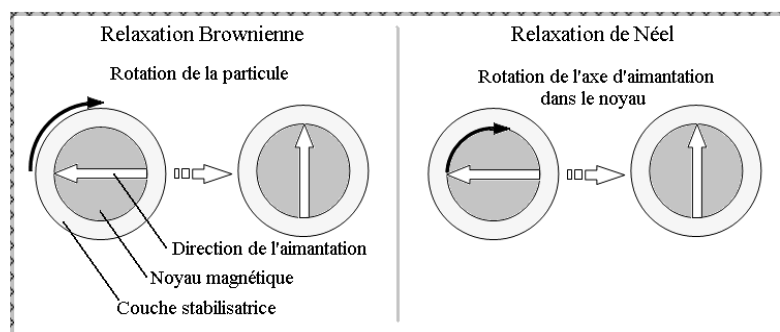 Relaxation Brownienne
Rotation de la particule
Direction de l'aimantation
Noyau magnétique
Couche stabilisatrice
Relaxation de Néel
Rotation de l'axe d'aimantation
dans le noyau